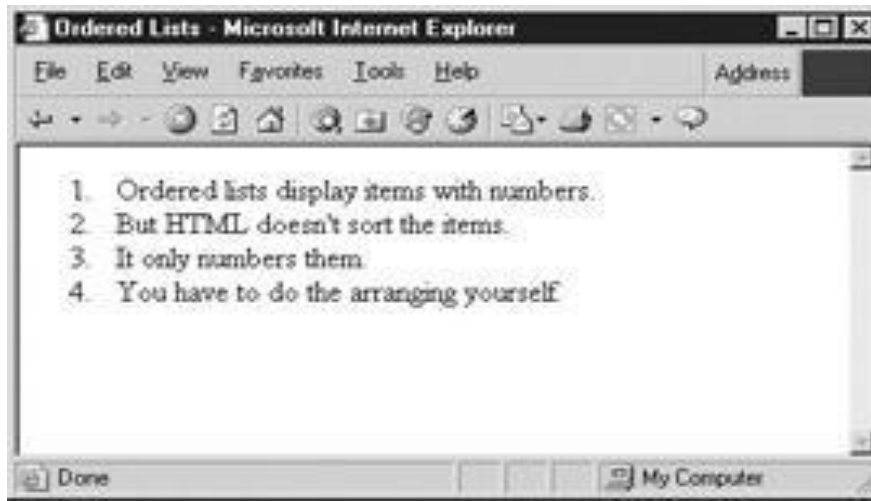 Ordered Lists - Microsoft Internet Explorer
File Edit View Favorites Tools Help Address
1. Ordered lists display items with numbers.
2. But HTML doesn't sort the items.
3. It only numbers them.
4. You have to do the arranging yourself.
Done My Computer